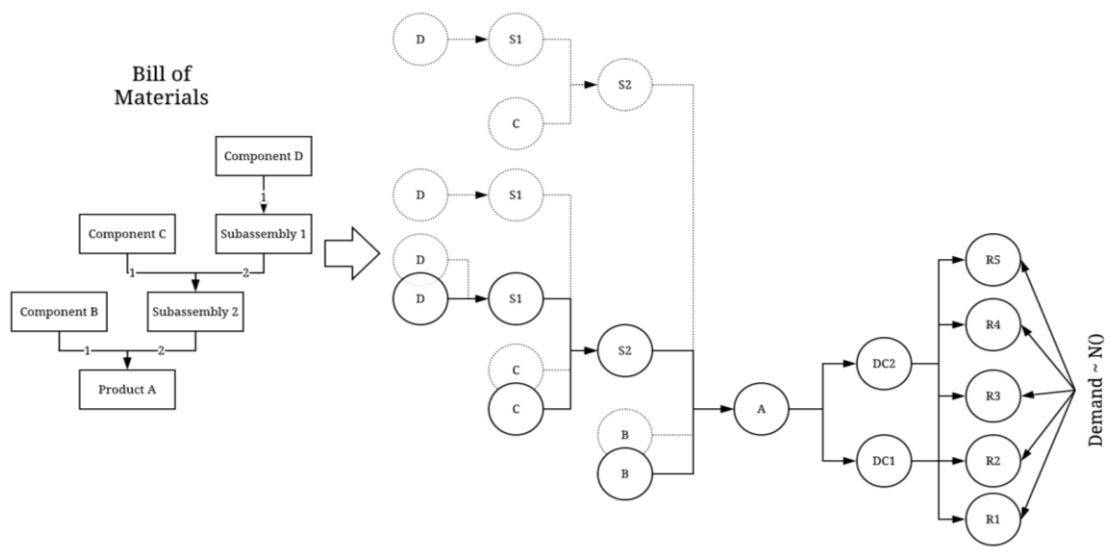 Bill of
Materials
Component D
1
Component C
Subassembly 1
1
2
Component B
Subassembly 2
1
2
Product A
D
S1
S2
C
D
S1
D
D
S1
C
C
S2
B
B
A
DC2
DC1
R5
R4
R3
R2
R1
Demand ~ N()